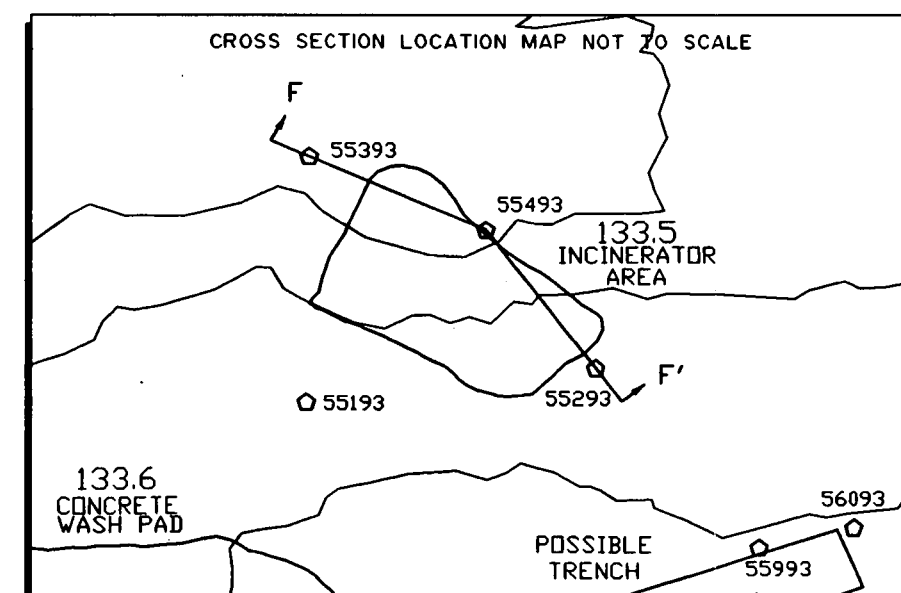 CROSS SECTION LOCATION MAP NOT TO SCALE
F
55393
55493
133.5
INCINERATOR
AREA
F'
55293
55193
133.6
CONCRETE
WASH PAD
56093
POSSIBLE
TRENCH
55993